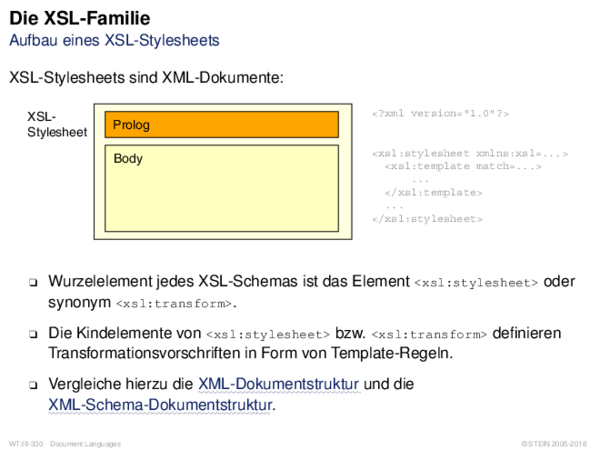 Die XSL-Familie
Aufbau eines XSL-Stylesheets
XSL-Stylesheets sind XML-Dokumente:
XSL-
Stylesheet
Prolog
Body
<?xml version="1.0"?>
<xsl:stylesheet xmlns:xsl=...>
<xsl:template match=...>
...
</xsl:template>
...
</xsl:stylesheet>
❑ Wurzelelement jedes XSL-Schemas ist das Element <xsl:stylesheet> oder
synonym <xsl:transform>.
❑ Die Kindelemente von <xsl:stylesheet> bzw. <xsl:transform> definieren
Transformationsvorschriften in Form von Template-Regeln.
❑ Vergleiche hierzu die XML-Dokumentstruktur und die
XML-Schema-Dokumentstruktur.
WT:III-330 Document Languages
© STEIN 2005-2018